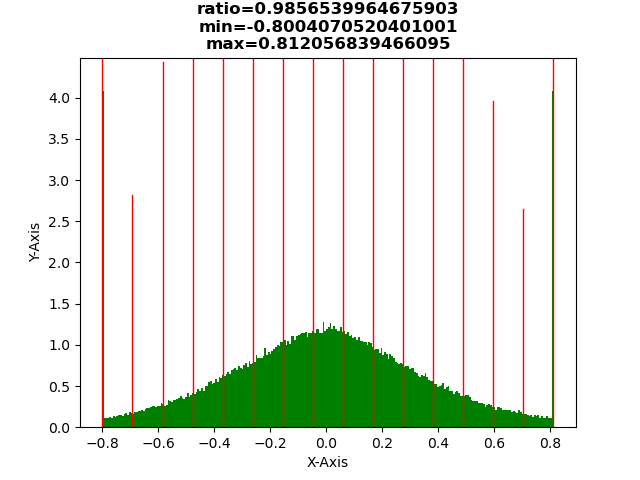 ratio=0.9856539964675903
min=-0.8004070520401001
max=0.812056839466095
4.0
3.5
3.0
2.5
2.0
1.5
1.0
0.5
0.0
Y-Axis
−0.8 −0.6 −0.4 −0.2 0.0 0.2 0.4 0.6 0.8
X-Axis